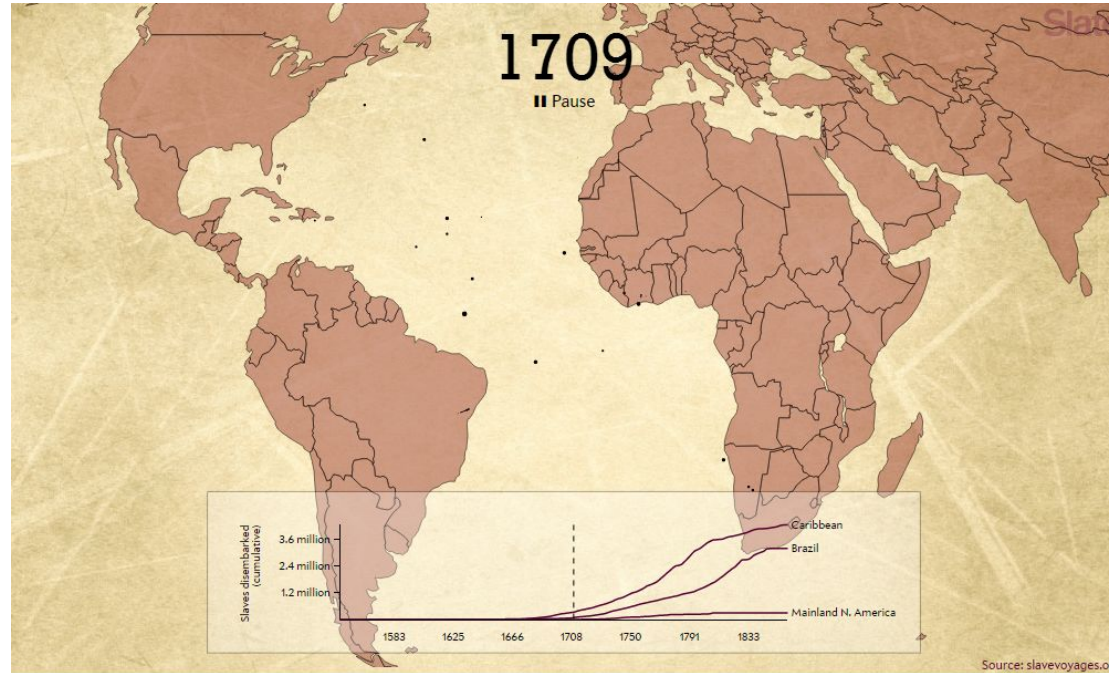 Slate
1709
Pause
Slaves disembarked
(cumulative)
3.6 million
2.4 million
1.2 million
Caribbean
Brazil
Mainland N. America
1583 1625 1666 1708 1750 1791 1833
Source: slavevoyages.o